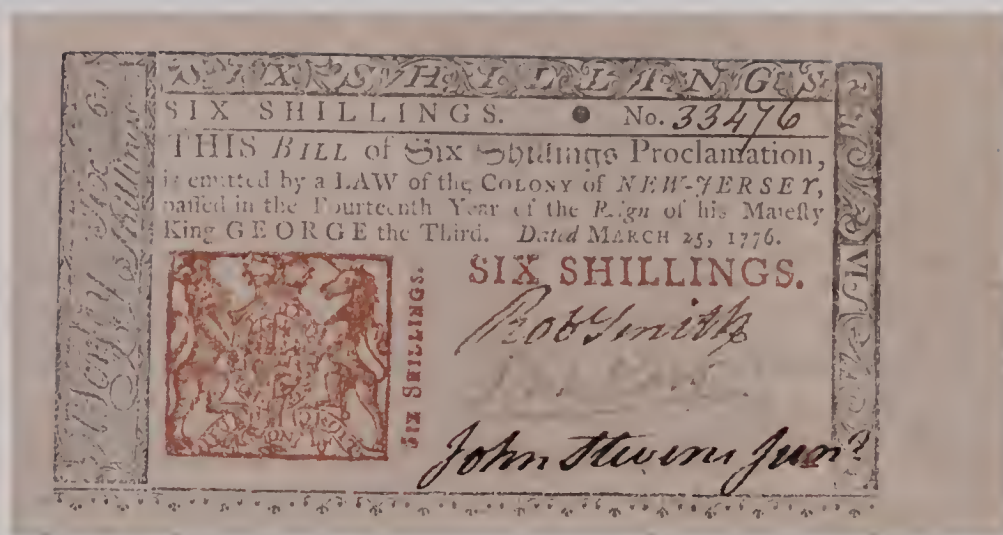 SIX SHILLINGS
SIX SHILLINGS. No. 33476
THIS BILL of Six Shillings Proclamation,
is emitted by a LAW of the COLONY of NEW-JERSEY,
paſſed in the Fourteenth Year of the Reign of his Majeſty
King GEORGE the Third. Dated MARCH 25, 1776.
SIX SHILLINGS.
SIX SHILLINGS.
Robt Smith
John Stevens Junr
Shillings